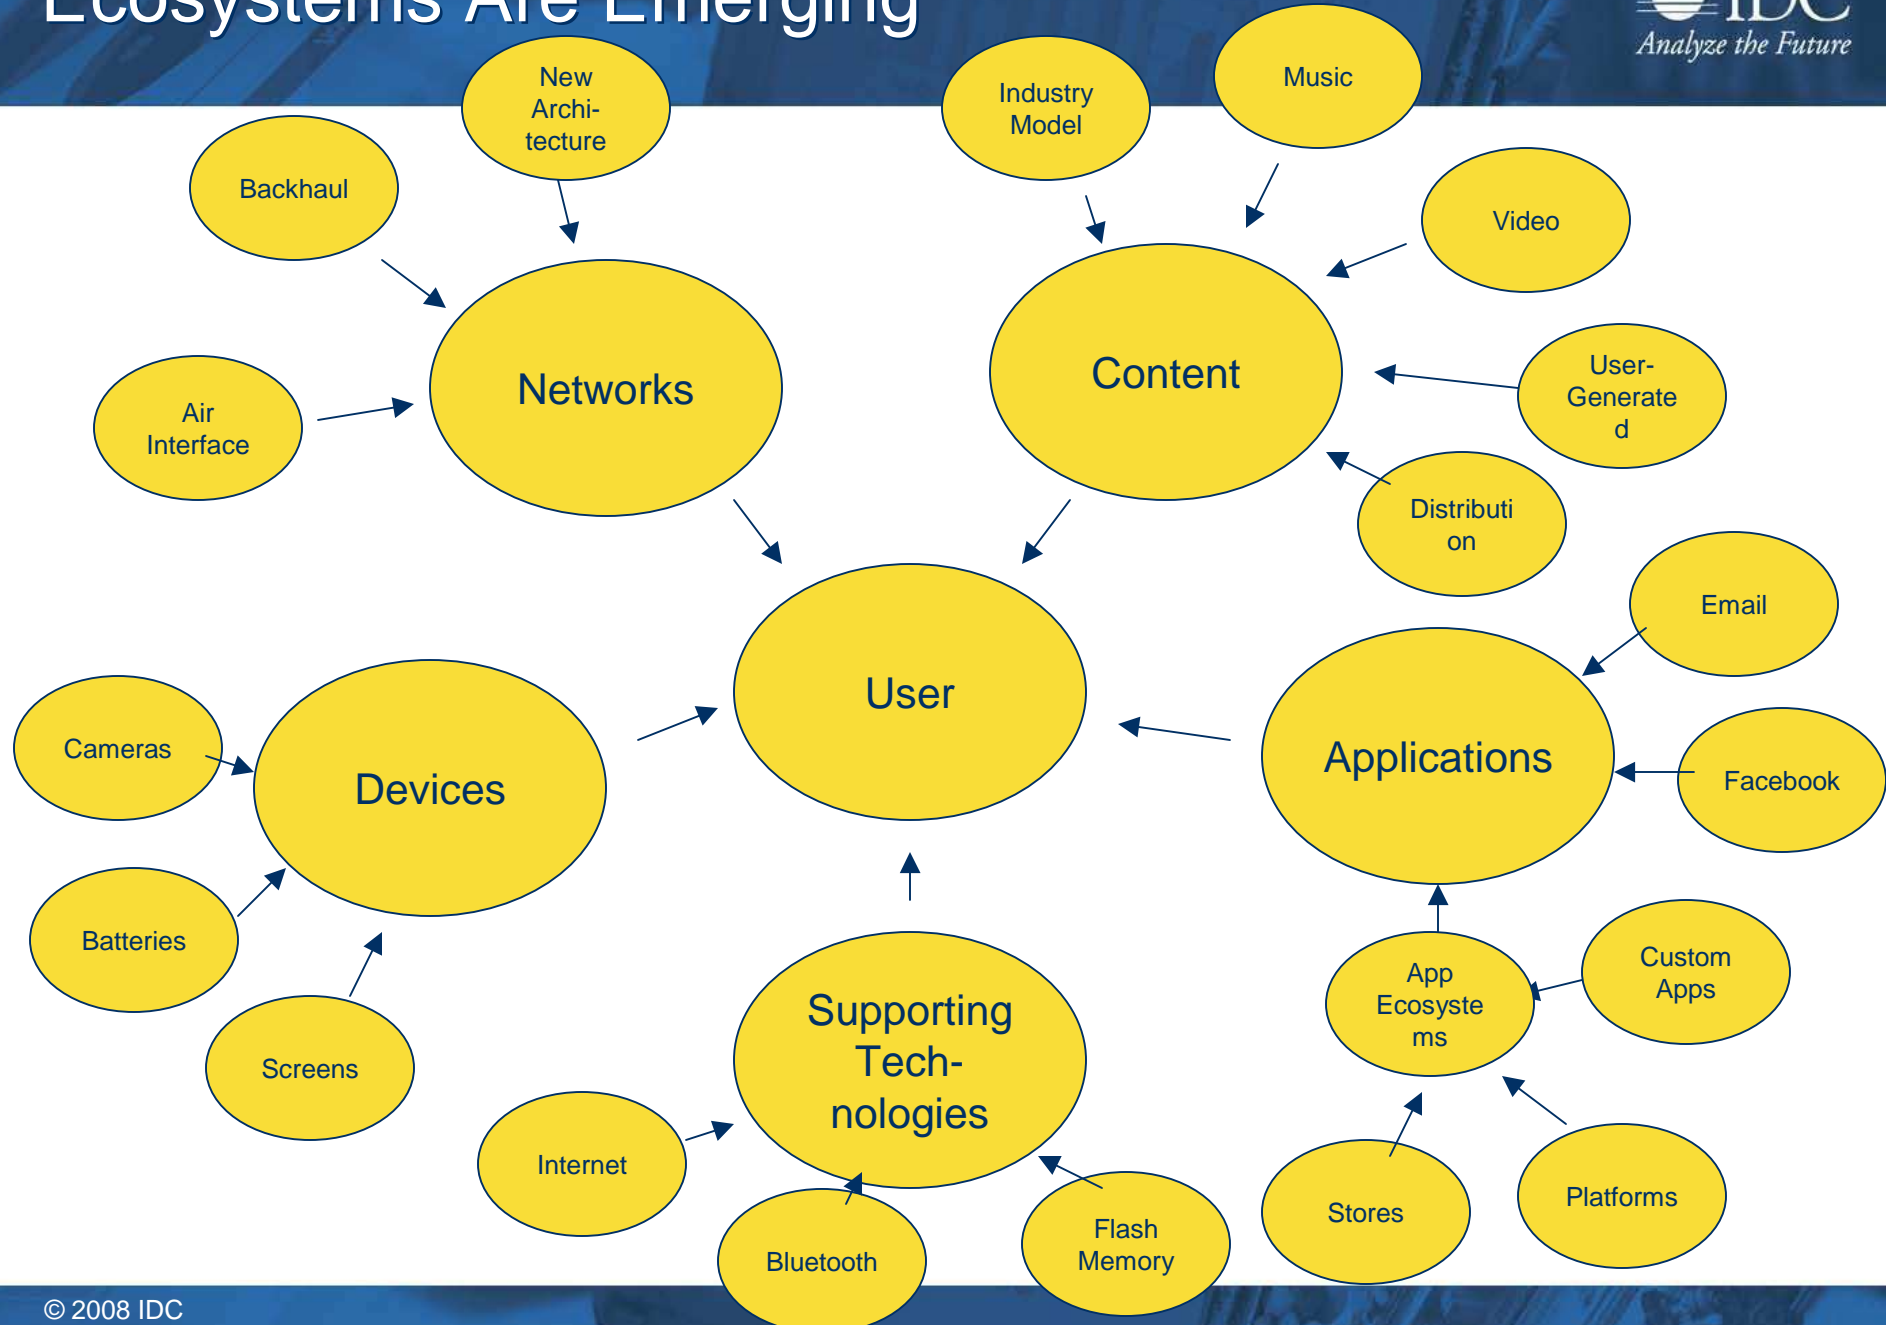 Ecosystems Are Emerging
IDC
Analyze the Future
New
Archi-
tecture
Industry
Model
Music
Backhaul
Video
Networks
Content
User-
Generate
d
Air
Interface
Distributi
on
Email
User
Applications
Cameras
Devices
Facebook
Batteries
Supporting
Tech-
nologies
App
Ecosyste
ms
Custom
Apps
Screens
Internet
Bluetooth
Flash
Memory
Stores
Platforms
© 2008 IDC